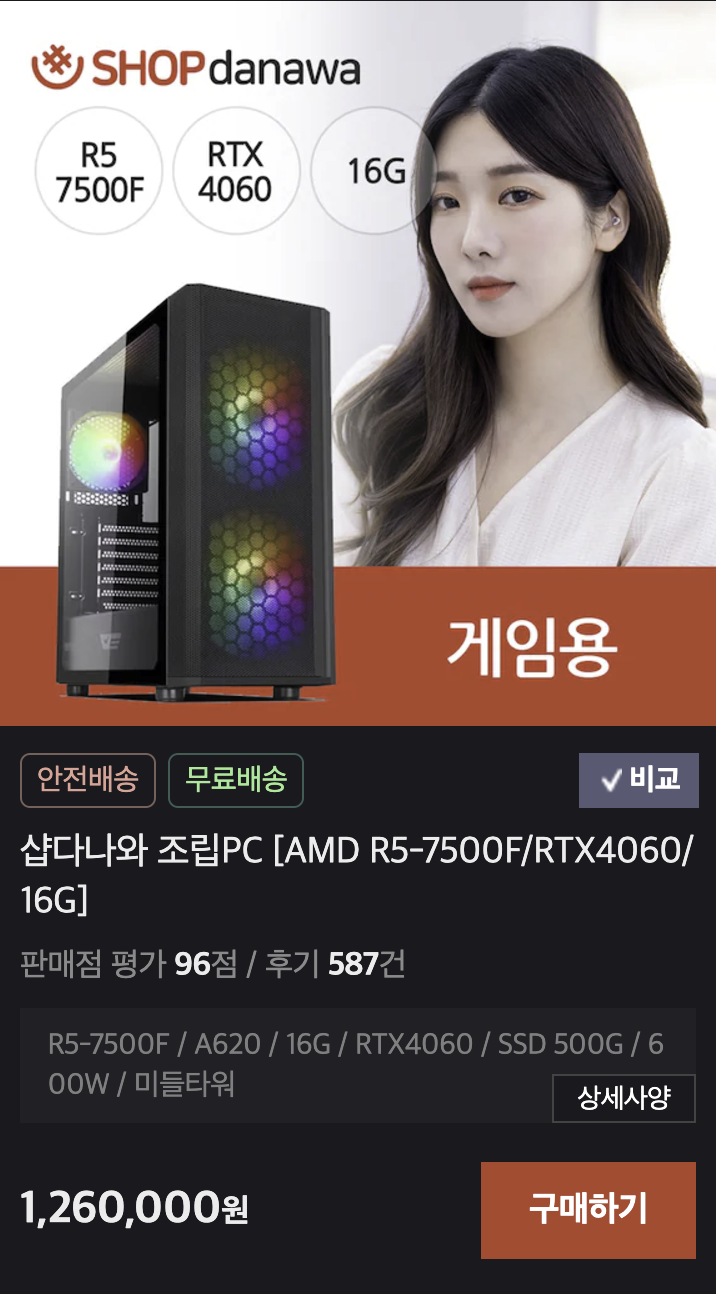 SHOPdanawa
R5
7500F
RTX
4060
16G
게임용
안전배송
무료배송
비교
샵다나와 조립PC [AMD R5-7500F/RTX4060/
16G]
판매점 평가 96점 / 후기 587건
R5-7500F / A620 / 16G / RTX4060 / SSD 500G / 6
00W / 미들타워
상세사양
1,260,000원
구매하기